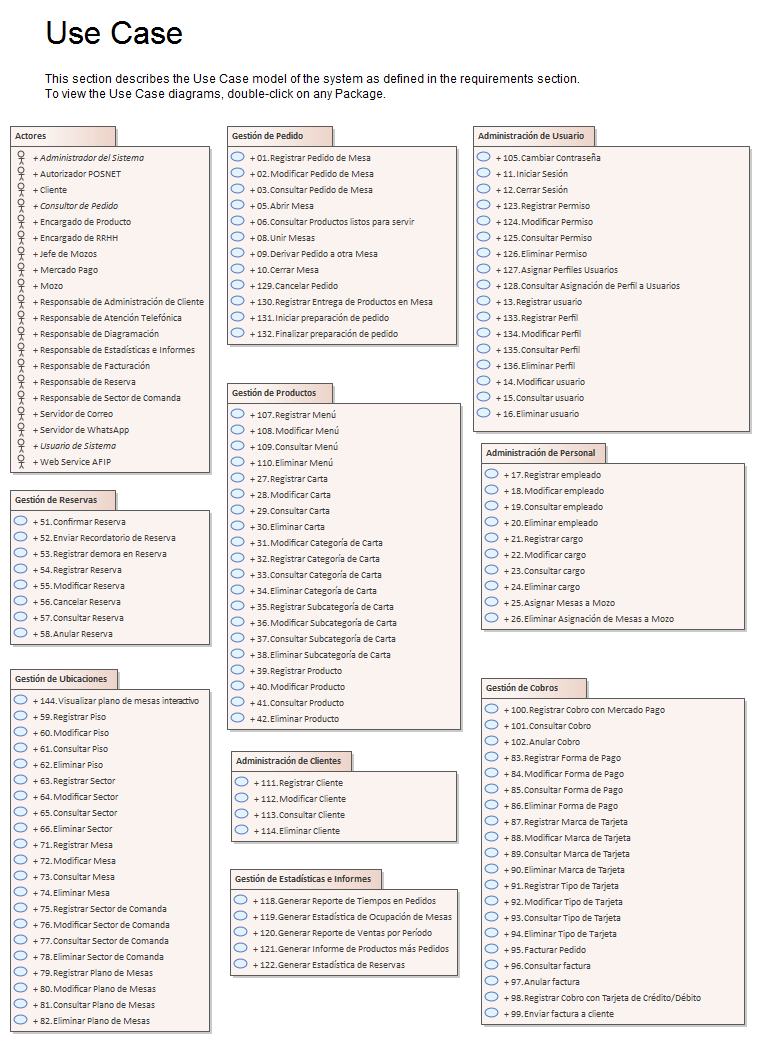 Use Case
This section describes the Use Case model of the system as defined in the requirements section.
To view the Use Case diagrams, double-click on any Package.
Actores
+ Administrador del Sistema
+ Autorizador POSNET
+ Cliente
+ Consultor de Pedido
+ Encargado de Producto
+ Encargado de RRHH
+ Jefe de Mozos
+ Mercado Pago
+ Mozo
+ Responsable de Administración de Cliente
+ Responsable de Atención Telefónica
+ Responsable de Diagramación
+ Responsable de Estadísticas e Informes
+ Responsable de Facturación
+ Responsable de Reserva
+ Responsable de Sector de Comanda
+ Servidor de Correo
+ Servidor de WhatsApp
+ Usuario de Sistema
+ Web Service AFIP
Gestión de Reservas
+ 51.Confirmar Reserva
+ 52.Enviar Recordatorio de Reserva
+ 53.Registrar demora en Reserva
+ 54.Registrar Reserva
+ 55.Modificar Reserva
+ 56.Cancelar Reserva
+ 57.Consultar Reserva
+ 58.Anular Reserva
Gestión de Ubicaciones
+ 144.Visualizar plano de mesas interactivo
+ 59.Registrar Piso
+ 60.Modificar Piso
+ 61.Consultar Piso
+ 62.Eliminar Piso
+ 63.Registrar Sector
+ 64.Modificar Sector
+ 65.Consultar Sector
+ 66.Eliminar Sector
+ 71.Registrar Mesa
+ 72.Modificar Mesa
+ 73.Consultar Mesa
+ 74.Eliminar Mesa
+ 75.Registrar Sector de Comanda
+ 76.Modificar Sector de Comanda
+ 77.Consultar Sector de Comanda
+ 78.Eliminar Sector de Comanda
+ 79.Registrar Plano de Mesas
+ 80.Modificar Plano de Mesas
+ 81.Consultar Plano de Mesas
+ 82.Eliminar Plano de Mesas
Gestión de Pedido
+ 01.Registrar Pedido de Mesa
+ 02.Modificar Pedido de Mesa
+ 03.Consultar Pedido de Mesa
+ 05.Abrir Mesa
+ 06.Consultar Productos listos para servir
+ 08.Unir Mesas
+ 09.Derivar Pedido a otra Mesa
+ 10.Cerrar Mesa
+ 129.Cancelar Pedido
+ 130.Registrar Entrega de Productos en Mesa
+ 131.Iniciar preparación de pedido
+ 132.Finalizar preparación de pedido
Gestión de Productos
+ 107.Registrar Menú
+ 108.Modificar Menú
+ 109.Consultar Menú
+ 110.Eliminar Menú
+ 27.Registrar Carta
+ 28.Modificar Carta
+ 29.Consultar Carta
+ 30.Eliminar Carta
+ 31.Modificar Categoría de Carta
+ 32.Registrar Categoría de Carta
+ 33.Consultar Categoría de Carta
+ 34.Eliminar Categoría de Carta
+ 35.Registrar Subcategoría de Carta
+ 36.Modificar Subcategoría de Carta
+ 37.Consultar Subcategoría de Carta
+ 38.Eliminar Subcategoría de Carta
+ 39.Registrar Producto
+ 40.Modificar Producto
+ 41.Consultar Producto
+ 42.Eliminar Producto
Administración de Clientes
+ 111.Registrar Cliente
+ 112.Modificar Cliente
+ 113.Consultar Cliente
+ 114.Eliminar Cliente
Gestión de Estadísticas e Informes
+ 118.Generar Reporte de Tiempos en Pedidos
+ 119.Generar Estadística de Ocupación de Mesas
+ 120.Generar Reporte de Ventas por Período
+ 121.Generar Informe de Productos más Pedidos
+ 122.Generar Estadística de Reservas
Administración de Usuario
+ 105.Cambiar Contraseña
+ 11.Iniciar Sesión
+ 12.Cerrar Sesión
+ 123.Registrar Permiso
+ 124.Modificar Permiso
+ 125.Consultar Permiso
+ 126.Eliminar Permiso
+ 127.Asignar Perfiles Usuarios
+ 128.Consultar Asignación de Perfil a Usuarios
+ 13.Registrar usuario
+ 133.Registrar Perfil
+ 134.Modificar Perfil
+ 135.Consultar Perfil
+ 136.Eliminar Perfil
+ 14.Modificar usuario
+ 15.Consultar usuario
+ 16.Eliminar usuario
Administración de Personal
+ 17.Registrar empleado
+ 18.Modificar empleado
+ 19.Consultar empleado
+ 20.Eliminar empleado
+ 21.Registrar cargo
+ 22.Modificar cargo
+ 23.Consultar cargo
+ 24.Eliminar cargo
+ 25.Asignar Mesas a Mozo
+ 26.Eliminar Asignación de Mesas a Mozo
Gestión de Cobros
+ 100.Registrar Cobro con Mercado Pago
+ 101.Consultar Cobro
+ 102.Anular Cobro
+ 83.Registrar Forma de Pago
+ 84.Modificar Forma de Pago
+ 85.Consultar Forma de Pago
+ 86.Eliminar Forma de Pago
+ 87.Registrar Marca de Tarjeta
+ 88.Modificar Marca de Tarjeta
+ 89.Consultar Marca de Tarjeta
+ 90.Eliminar Marca de Tarjeta
+ 91.Registrar Tipo de Tarjeta
+ 92.Modificar Tipo de Tarjeta
+ 93.Consultar Tipo de Tarjeta
+ 94.Eliminar Tipo de Tarjeta
+ 95.Facturar Pedido
+ 96.Consultar factura
+ 97.Anular factura
+ 98.Registrar Cobro con Tarjeta de Crédito/Débito
+ 99.Enviar factura a cliente